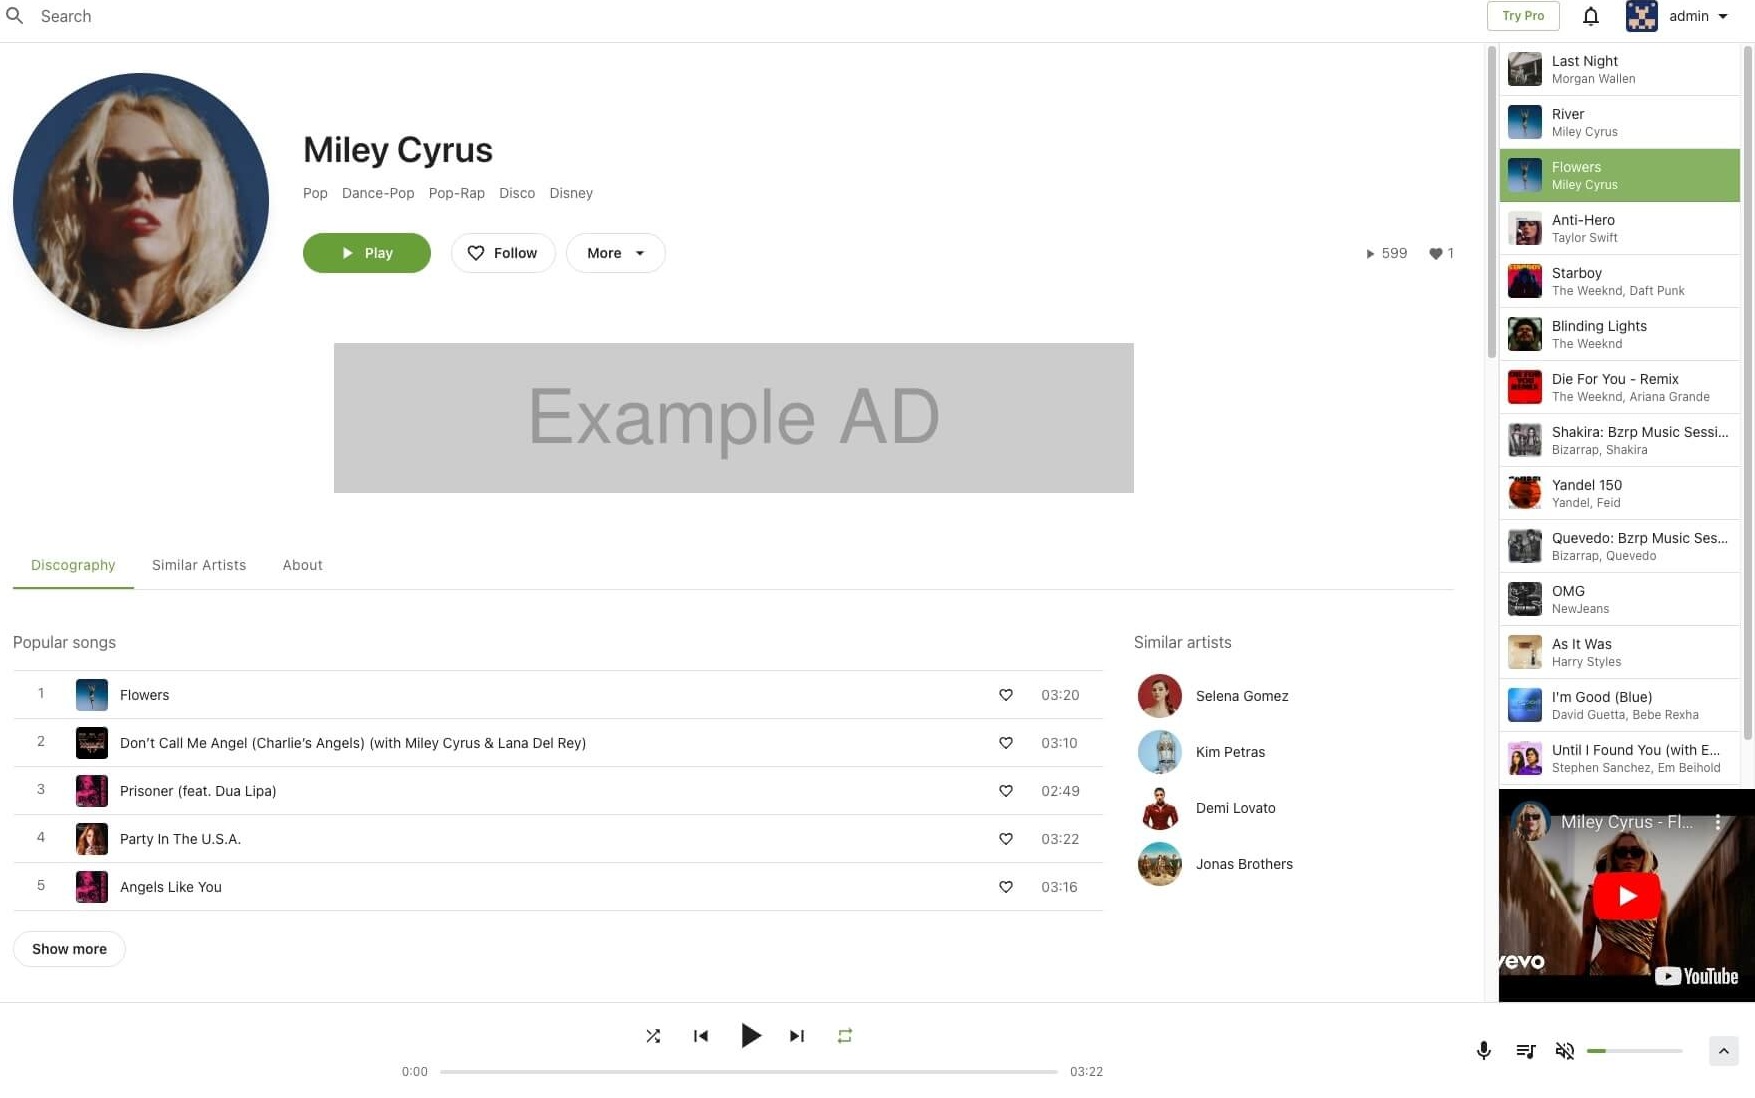 Search
Try Pro
admin
Miley Cyrus
Pop Dance-Pop Pop-Rap Disco Disney
Play
Follow
More
599
1
Example AD
Discography
Similar Artists
About
Popular songs
1 Flowers 03:20
2 Don't Call Me Angel (Charlie's Angels) (with Miley Cyrus & Lana Del Rey) 03:10
3 Prisoner (feat. Dua Lipa) 02:49
4 Party In The U.S.A. 03:22
5 Angels Like You 03:16
Show more
Similar artists
Selena Gomez
Kim Petras
Demi Lovato
Jonas Brothers
Last Night
Morgan Wallen
River
Miley Cyrus
Flowers
Miley Cyrus
Anti-Hero
Taylor Swift
Starboy
The Weeknd, Daft Punk
Blinding Lights
The Weeknd
Die For You - Remix
The Weeknd, Ariana Grande
Shakira: Bzrp Music Sessi...
Bizarrap, Shakira
Yandel 150
Yandel, Feid
Quevedo: Bzrp Music Ses...
Bizarrap, Quevedo
OMG
NewJeans
As It Was
Harry Styles
I'm Good (Blue)
David Guetta, Bebe Rexha
Until I Found You (with E...
Stephen Sanchez, Em Beihold
Miley Cyrus - Fl...
vevo
YouTube
0:00
03:22